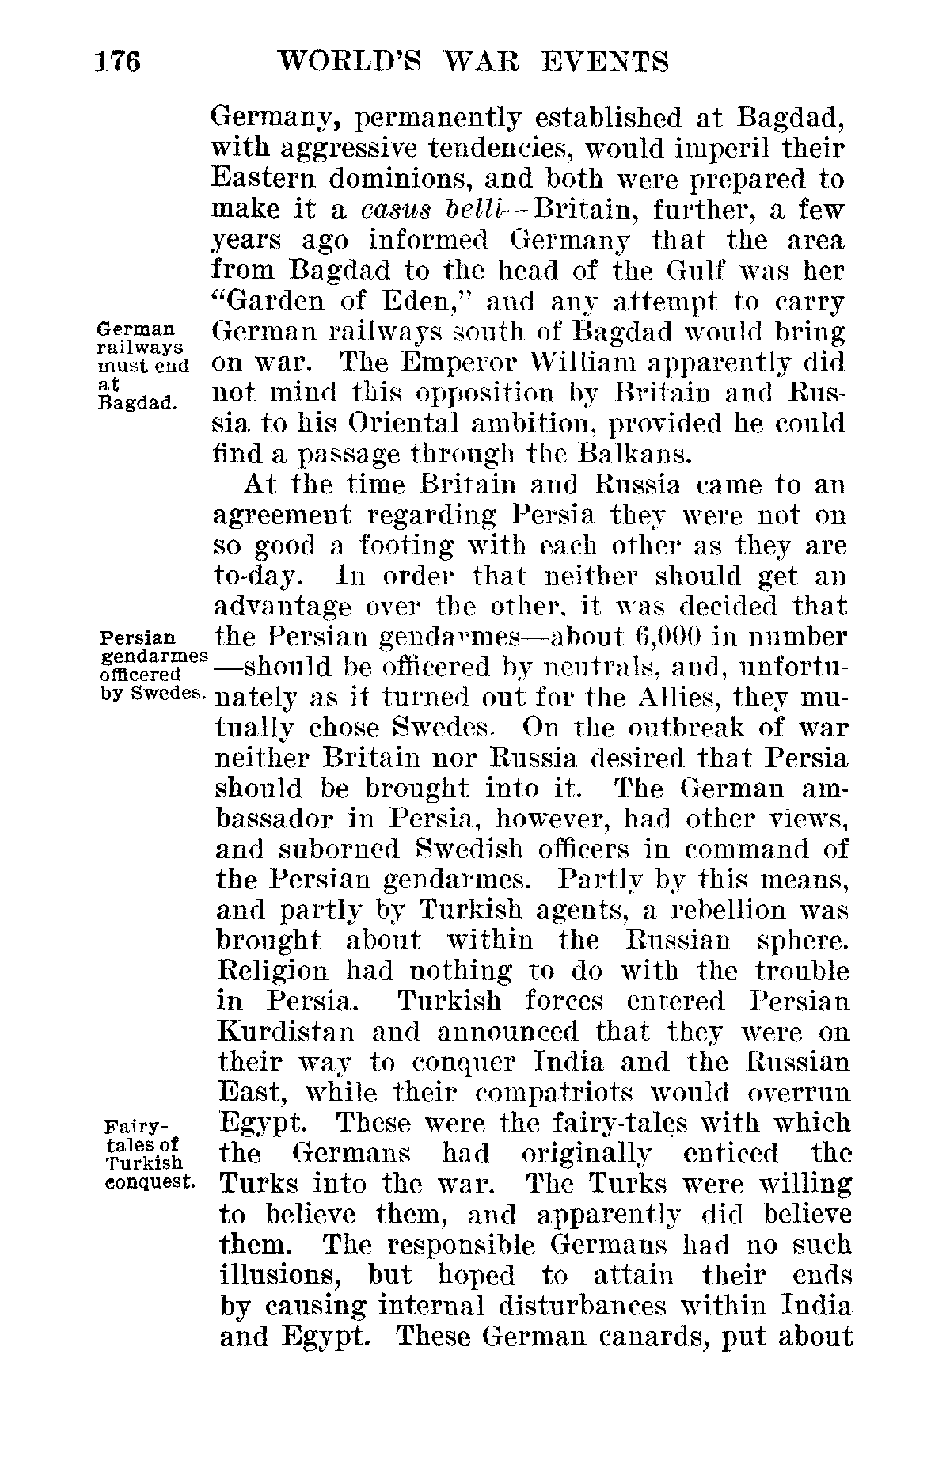 176 WORLD'S WAR EVENTS
Germany, permanently established at Bagdad,
with aggressive tendencies, would imperil their
Eastern dominions, and both were prepared to
make it a casus belli--Britain, further, a few
years ago informed Germany that the area
from Bagdad to the head of the Gulf was her
"Garden of Eden," and any attempt to carry
German railways south of Bagdad would bring
on war. The Emperor William apparently did
not mind this opposition by Britain and Rus-
sia to his Oriental ambition, provided he could
find a passage through the Balkans.
German
railways
must end
at
Bagdad.
At the time Britain and Russia came to an
agreement regarding Persia they were not on
so good a footing with each other as they are
to-day. In order that neither should get an
advantage over the other, it was decided that
the Persian gendarmes—about 6,000 in number
—should be officered by neutrals, and, unfortu-
nately as it turned out for the Allies, they mu-
tually chose Swedes. On the outbreak of war
neither Britain nor Russia desired that Persia
should be brought into it. The German am-
bassador in Persia, however, had other views,
and suborned Swedish officers in command of
the Persian gendarmes. Partly by this means,
and partly by Turkish agents, a rebellion was
brought about within the Russian sphere.
Religion had nothing to do with the trouble
in Persia. Turkish forces entered Persian
Kurdistan and announced that they were on
their way to conquer India and the Russian
East, while their compatriots would overrun
Egypt. These were the fairy-tales with which
the Germans had originally enticed the
Turks into the war. The Turks were willing
to believe them, and apparently did believe
them. The responsible Germans had no such
illusions, but hoped to attain their ends
by causing internal disturbances within India
and Egypt. These German canards, put about
Persian
gendarmes
officered
by Swedes.
Fairy-
tales of
Turkish
conquest.